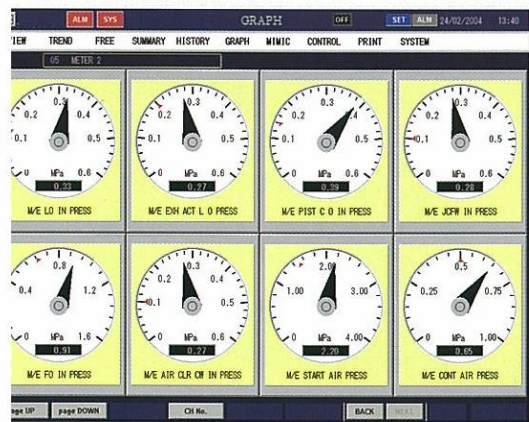 ALM SYS GRAPH OFF SET ALM 24/02/2004 13:40
TREND FREE SUMMARY HISTORY GRAPH MIMIC CONTROL PRINT SYSTEM
05 METER 2
0.3 0.3 0.3 0.3
0.2 0.4 0.2 0.4 0.2 0.4 0.2 0.4
0.1 0.5 0.1 0.5 0.1 0.5 0.1 0.5
0 MPa 0.6 0 MPa 0.6 0 MPa 0.6 0 MPa 0.6
0.33 0.27 0.39 0.28
M/E LO IN PRESS M/E EXH ACT L O PRESS M/E PIST C O IN PRESS M/E JCFW IN PRESS
0.8 0.3 2.00 0.5
0.4 1.2 0.2 0.4 1.00 3.00 0.25 0.75
0.1 0.5
0 MPa 1.6 0 MPa 0.6 0 MPa 4.00 0 MPa 1.00
0.91 0.27 2.20 0.65
M/E FO IN PRESS M/E AIR CLR CW IN PRESS M/E START AIR PRESS M/E CONT AIR PRESS
page DOWN CH No. BACK NEXT